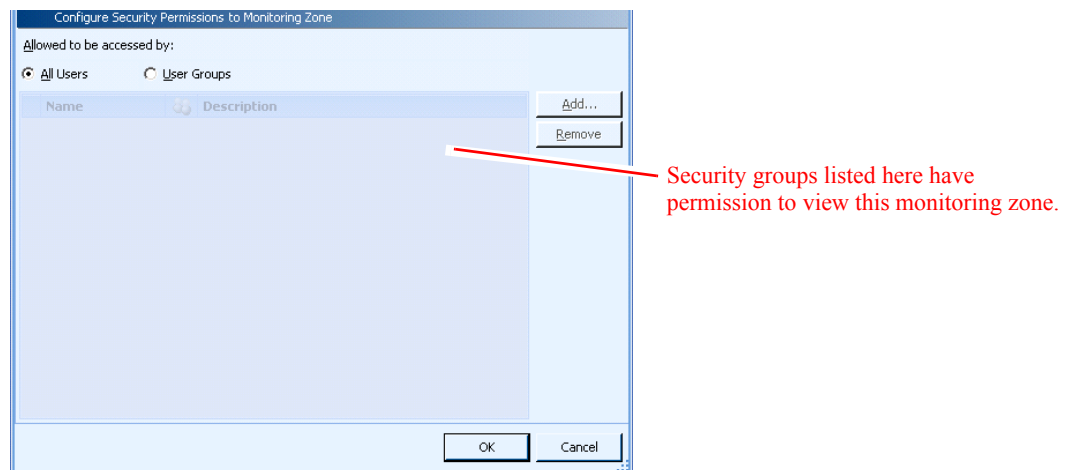 Configure Security Permissions to Monitoring Zone
Allowed to be accessed by:
All Users User Groups
Name Description
Add...
Remove
Security groups listed here have
permission to view this monitoring zone.
OK Cancel